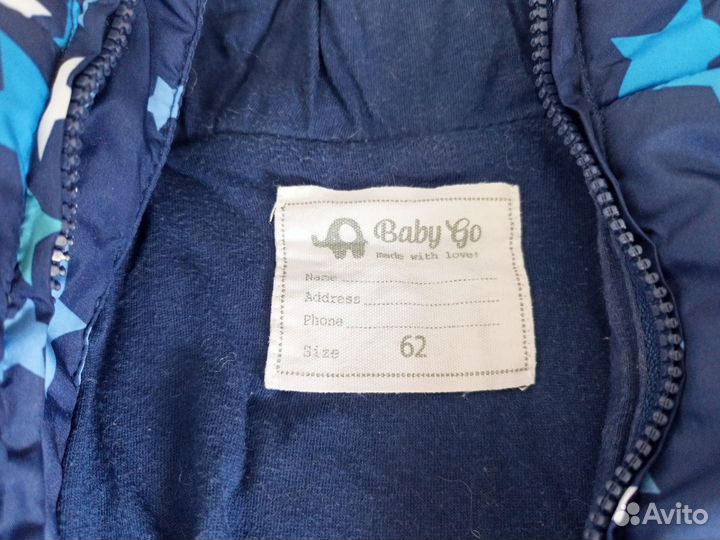 Baby Go
made with love!
Name
Address
Phone
Size 62
Avito